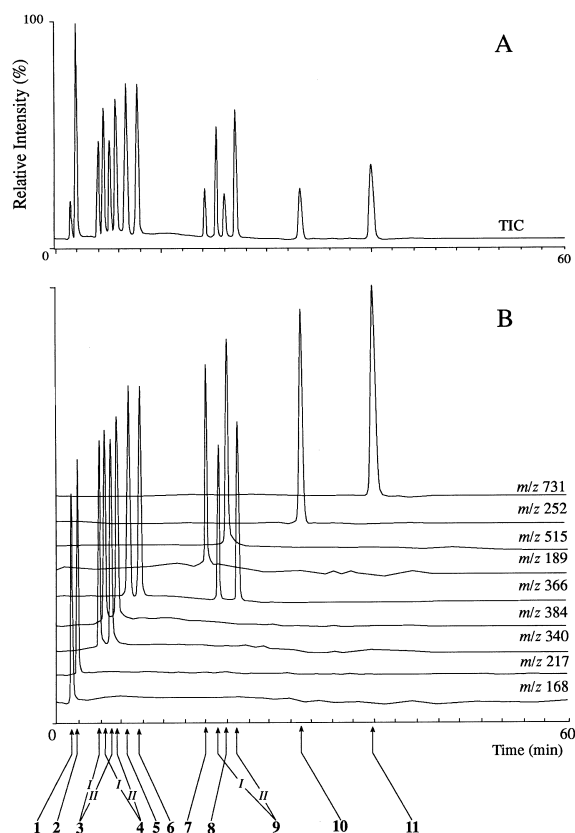 100
A
Relative Intensity (%)
TIC
0
0
60
B
m/z 731
m/z 252
m/z 515
m/z 189
m/z 366
m/z 384
m/z 340
m/z 217
m/z 168
0
60
Time (min)
I I I
II II II
1 2 3 4 5 6 7 8 9 10 11